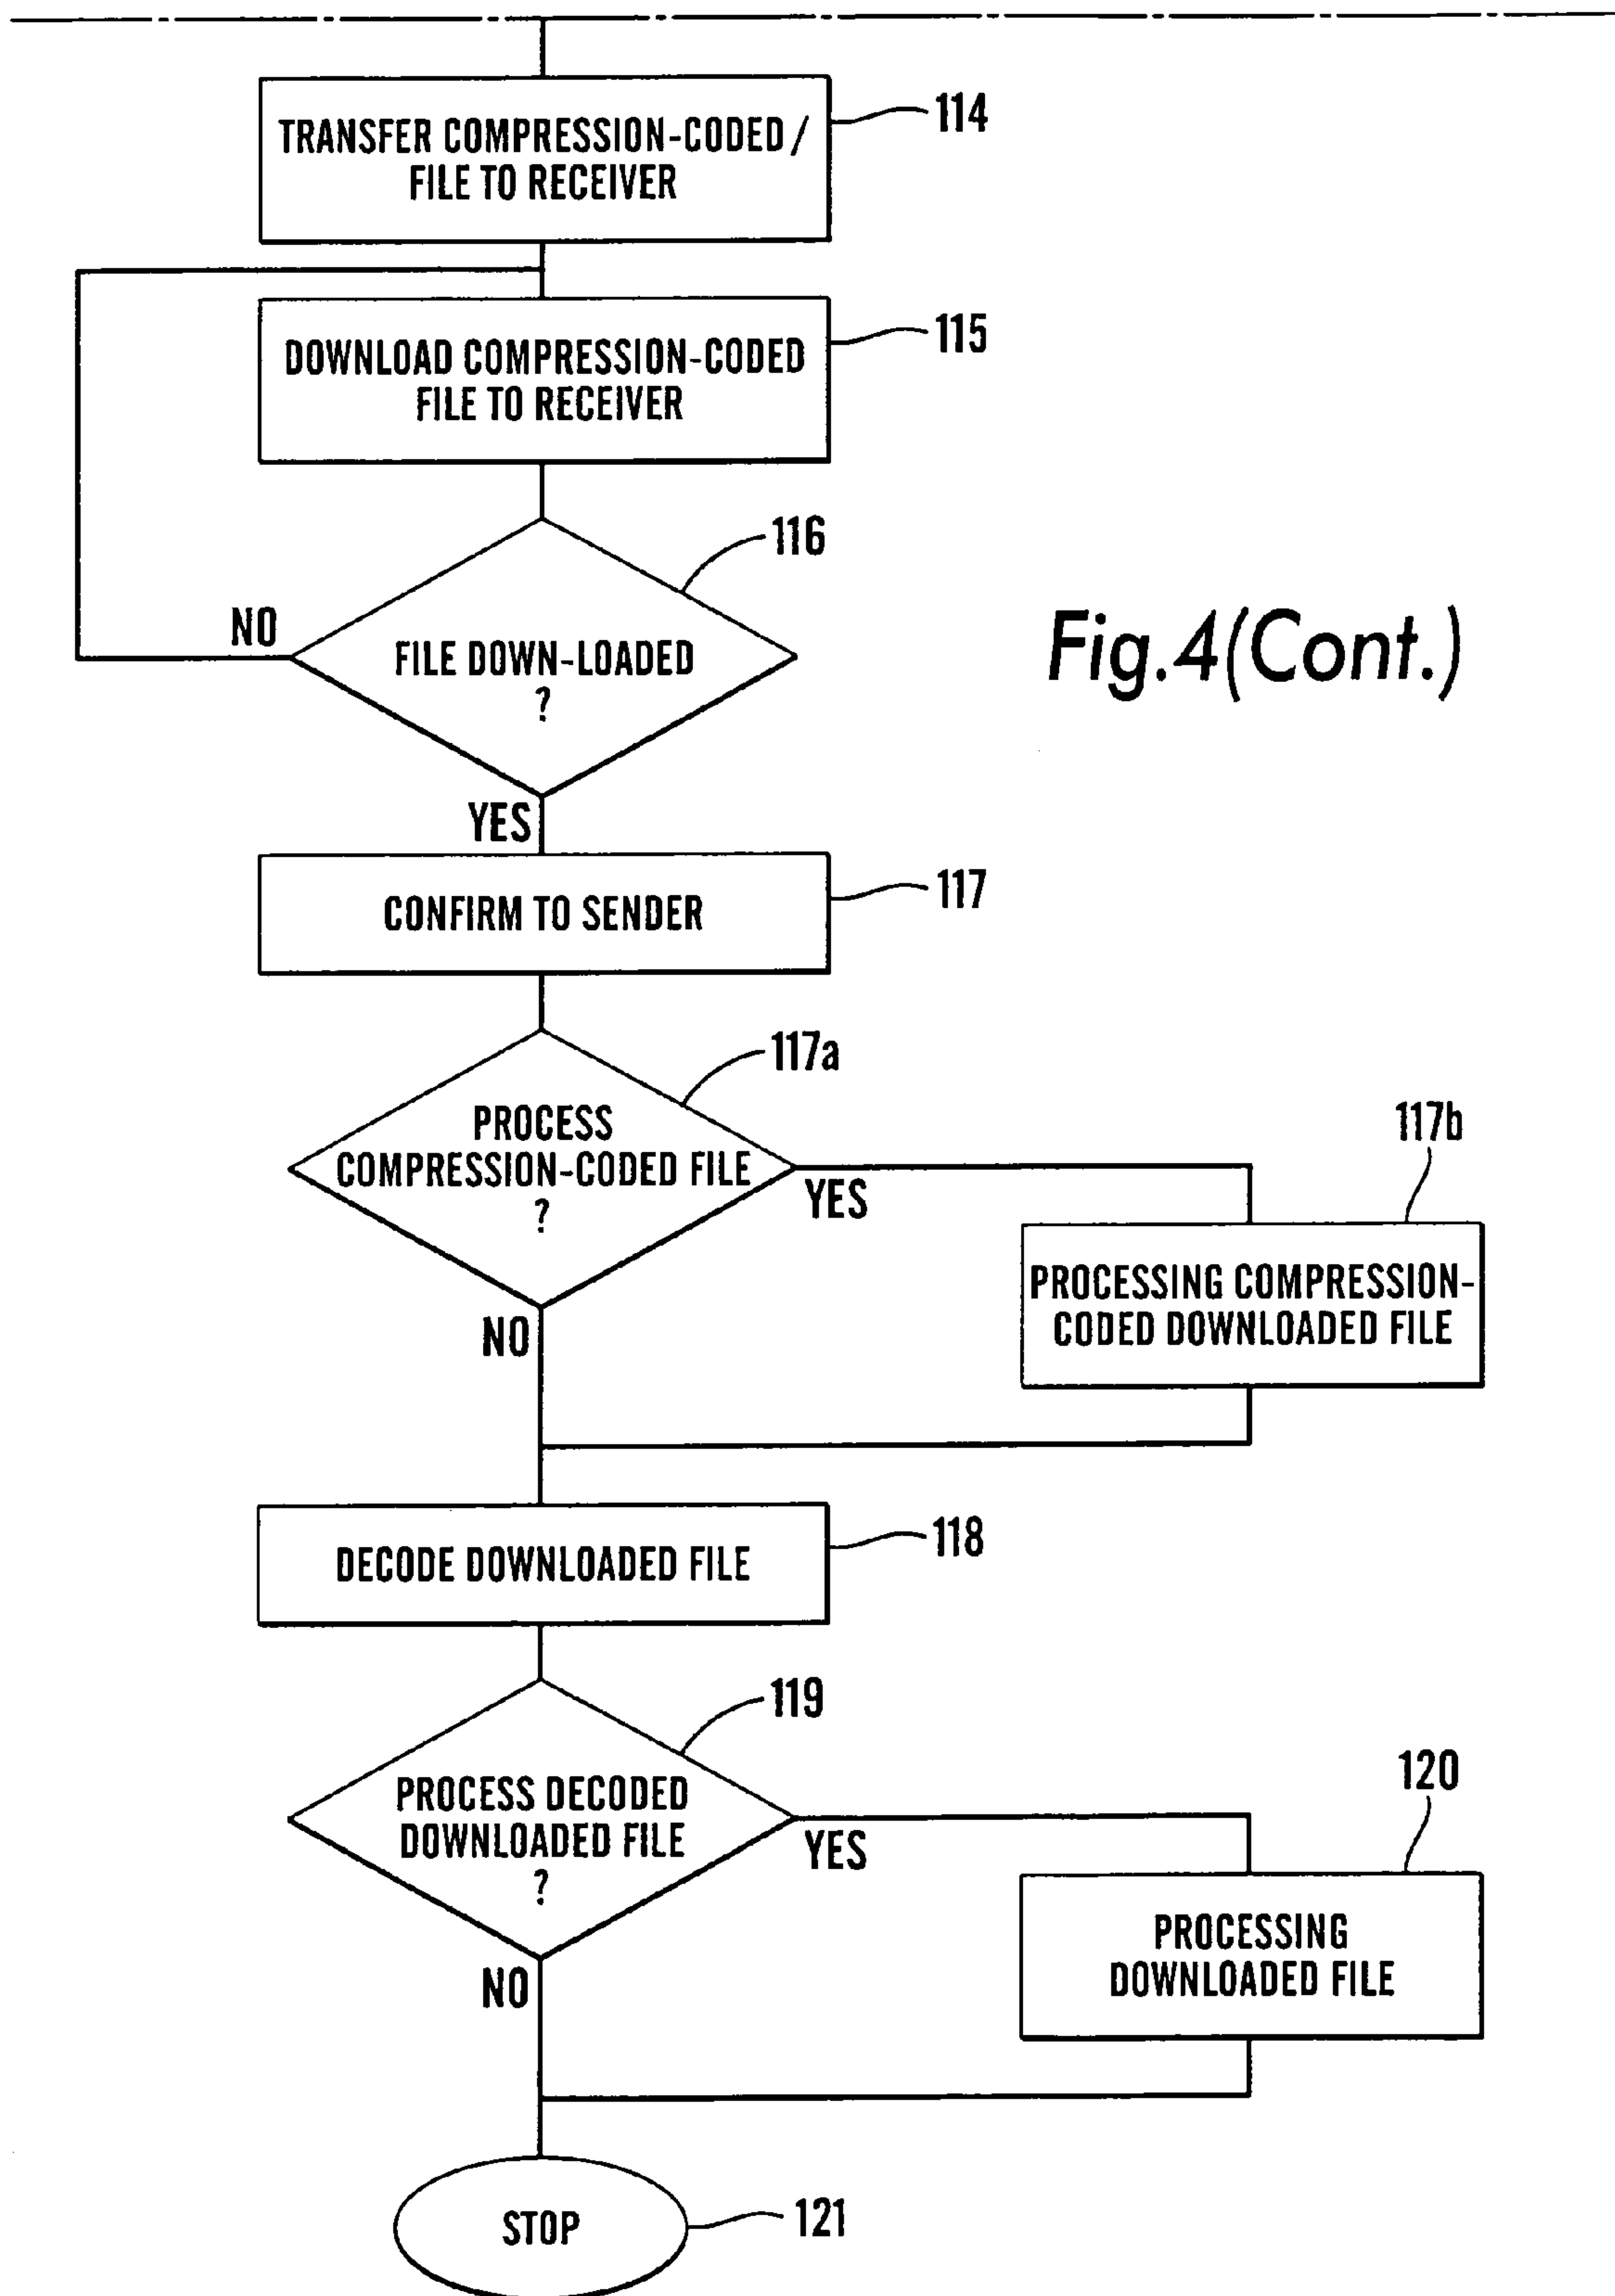 114
TRANSFER COMPRESSION-CODED/
FILE TO RECEIVER
115
DOWNLOAD COMPRESSION-CODED
FILE TO RECEIVER
116
NO
FILE DOWN-LOADED
?
Fig.4(Cont.)
YES
117
CONFIRM TO SENDER
117a
PROCESS
COMPRESSION-CODED FILE
?
YES
117b
PROCESSING COMPRESSION-
CODED DOWNLOADED FILE
NO
118
DECODE DOWNLOADED FILE
119
PROCESS DECODED
DOWNLOADED FILE
?
YES
120
PROCESSING
DOWNLOADED FILE
NO
STOP
121